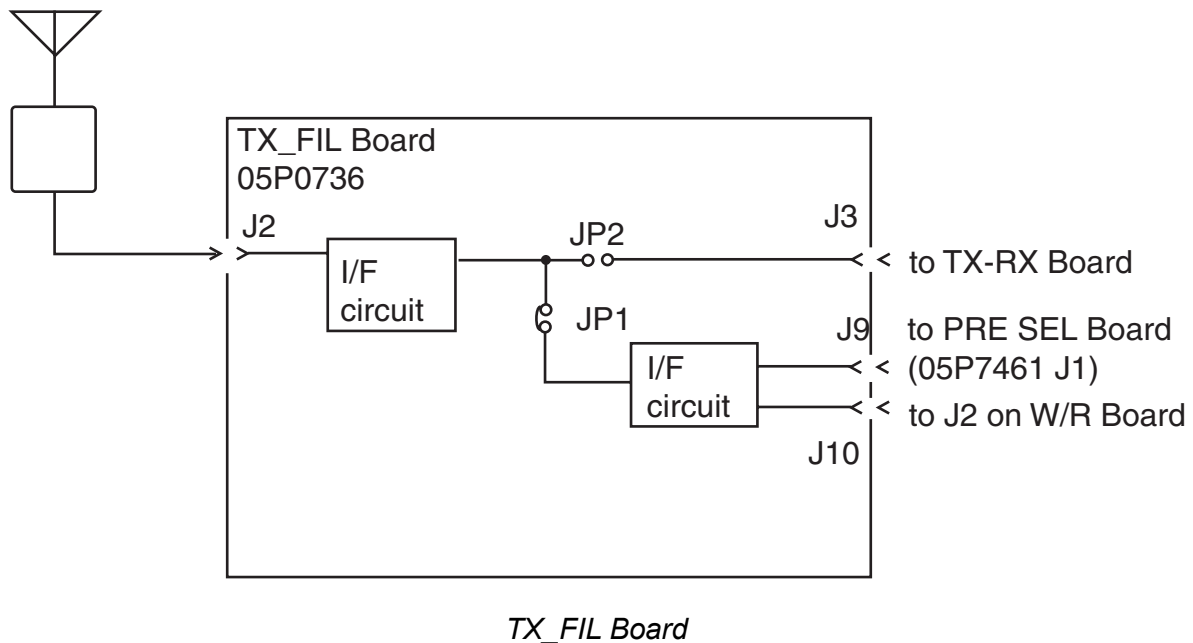 TX_FIL Board
05P0736
J2
I/F
circuit
JP2
J3
to TX-RX Board
JP1
J9
to PRE SEL Board
(05P7461 J1)
I/F
circuit
to J2 on W/R Board
J10
TX_FIL Board